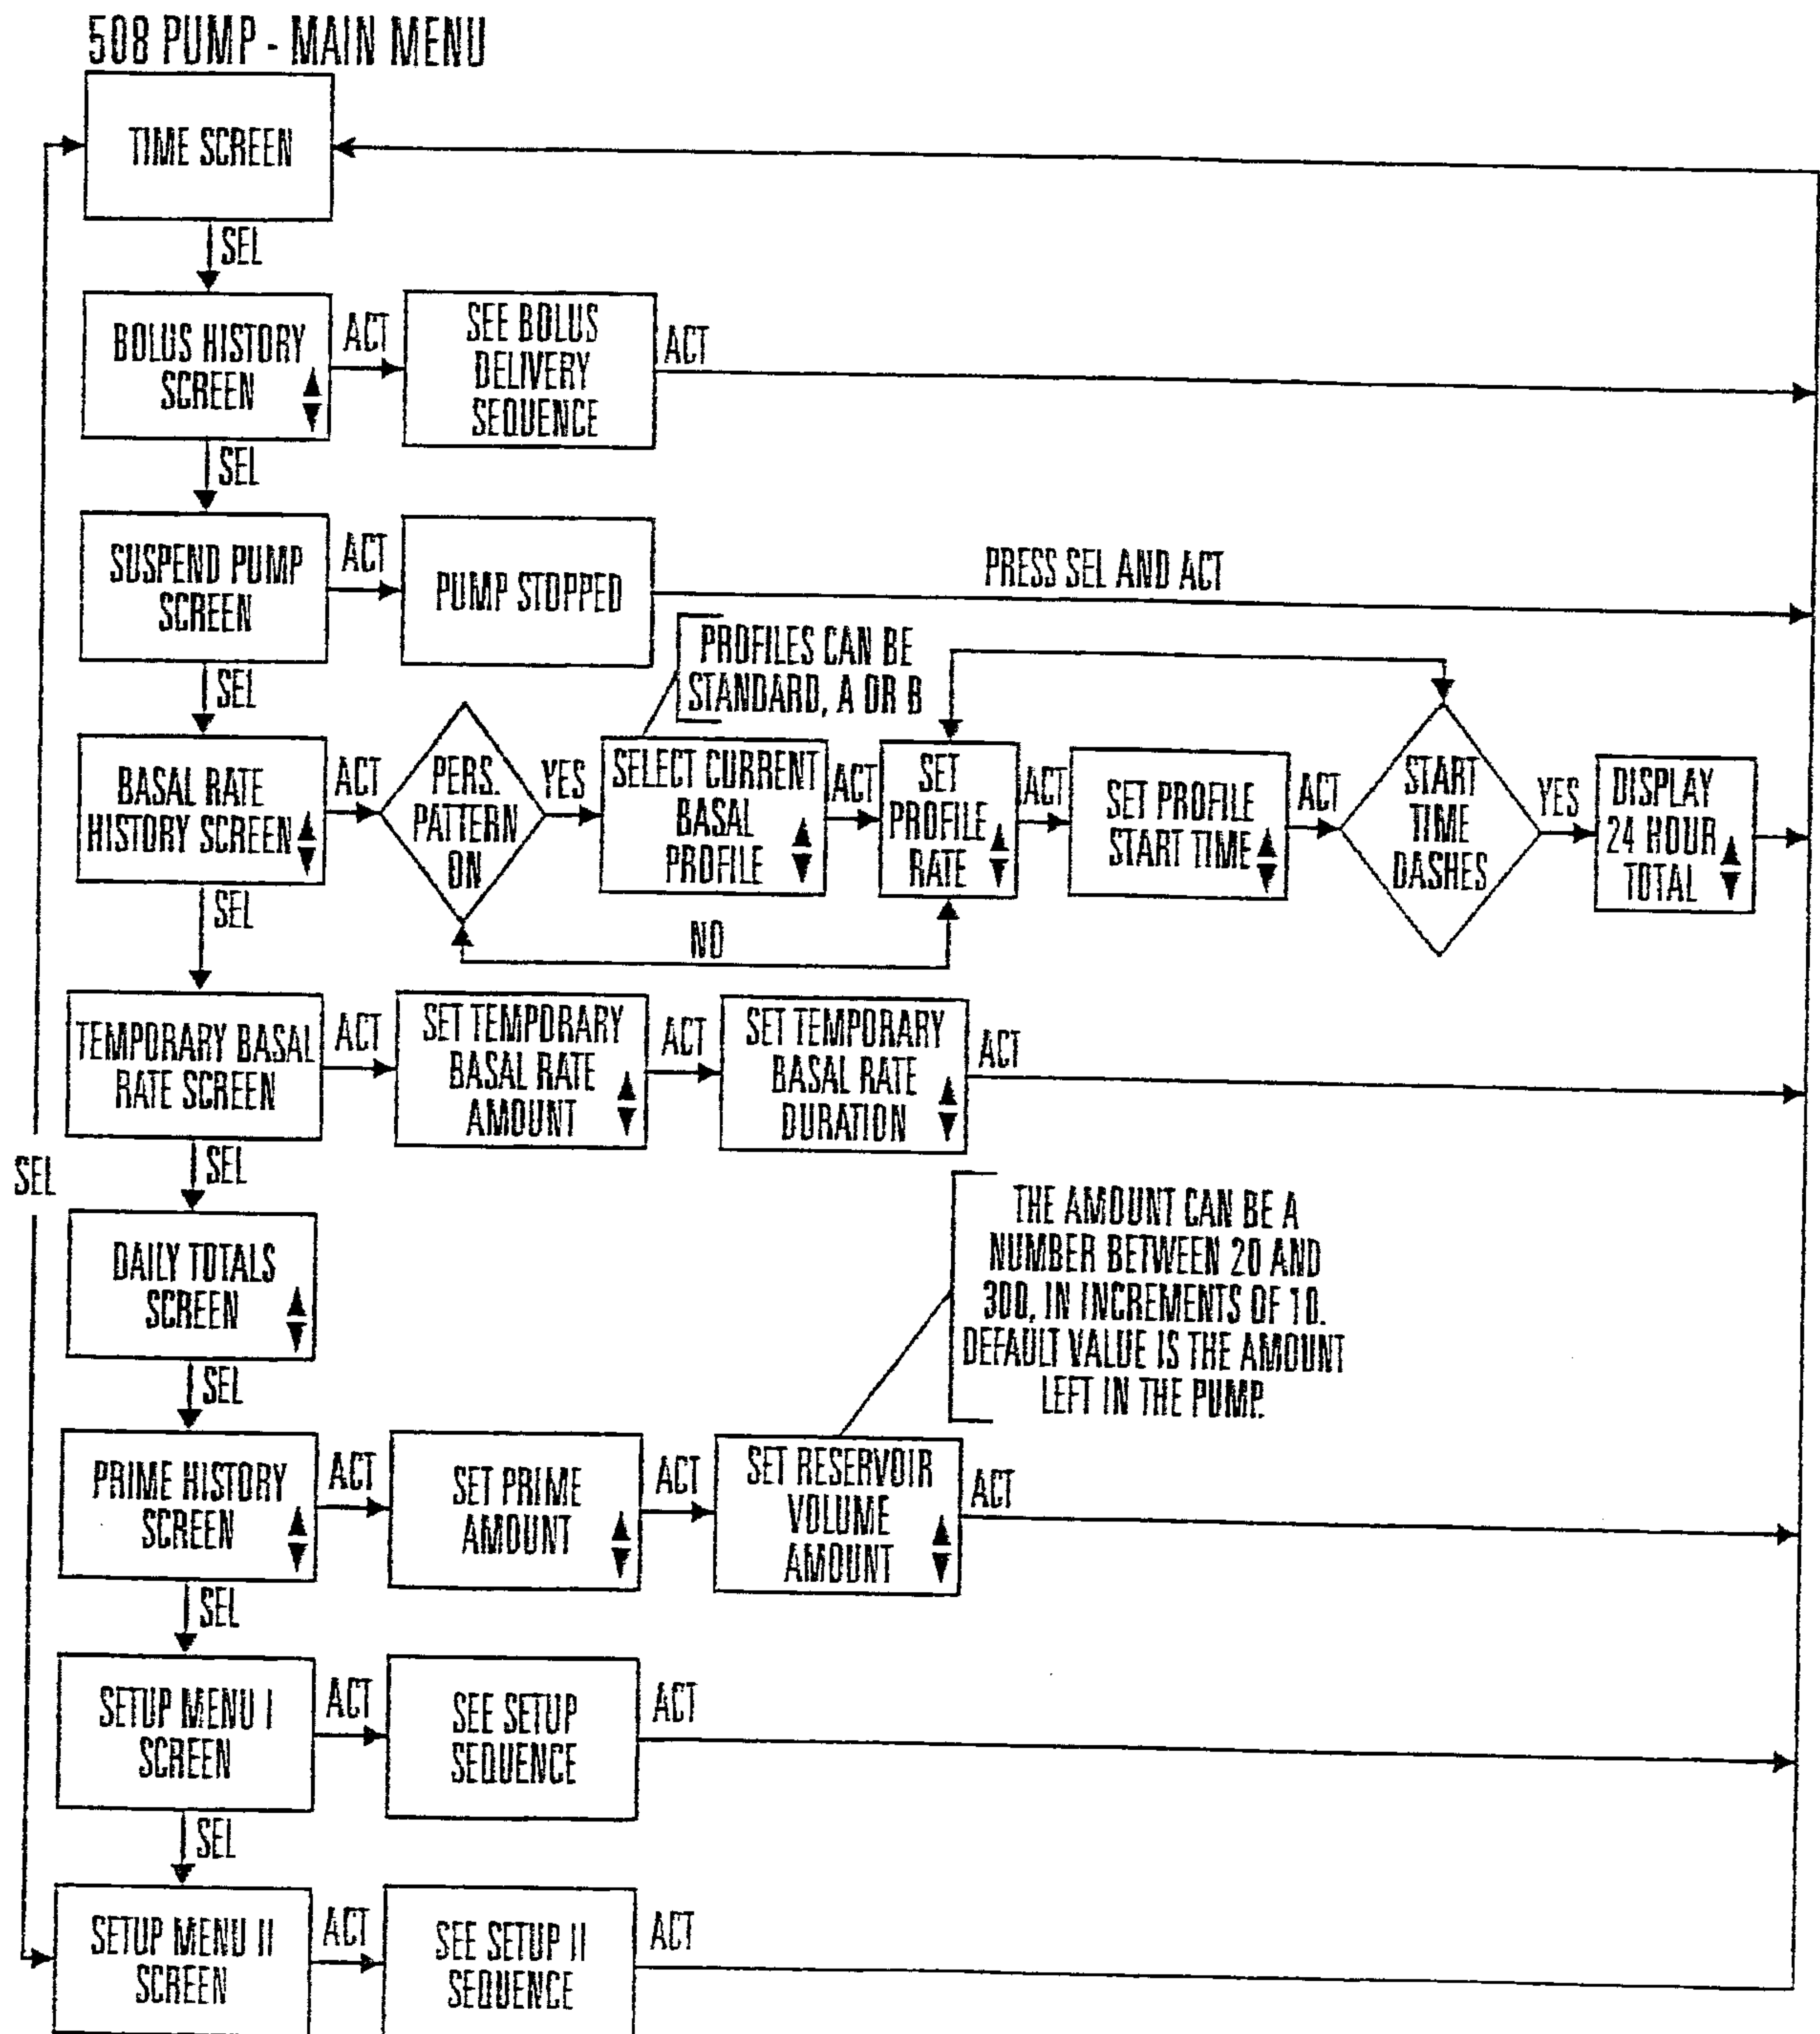 508 PUMP - MAIN MENU
TIME SCREEN
SEL
BOLUS HISTORY
SCREEN
ACT
SEE BOLUS
DELIVERY
SEQUENCE
ACT
SEL
SUSPEND PUMP
SCREEN
ACT
PUMP STOPPED
PRESS SEL AND ACT
SEL
PROFILES CAN BE
STANDARD, A OR B
BASAL RATE
HISTORY SCREEN
ACT
PERS.
PATTERN
ON
YES
SELECT CURRENT
BASAL
PROFILE
ACT
SET
PROFILE
RATE
ACT
SET PROFILE
START TIME
ACT
START
TIME
DASHES
YES
DISPLAY
24 HOUR
TOTAL
NO
SEL
TEMPORARY BASAL
RATE SCREEN
ACT
SET TEMPORARY
BASAL RATE
AMOUNT
ACT
SET TEMPORARY
BASAL RATE
DURATION
ACT
SEL
SEL
DAILY TOTALS
SCREEN
THE AMOUNT CAN BE A
NUMBER BETWEEN 20 AND
300, IN INCREMENTS OF 10.
DEFAULT VALUE IS THE AMOUNT
LEFT IN THE PUMP.
SEL
PRIME HISTORY
SCREEN
ACT
SET PRIME
AMOUNT
ACT
SET RESERVOIR
VOLUME
AMOUNT
ACT
SEL
SETUP MENU I
SCREEN
ACT
SEE SETUP
SEQUENCE
ACT
SEL
SETUP MENU II
SCREEN
ACT
SEE SETUP II
SEQUENCE
ACT